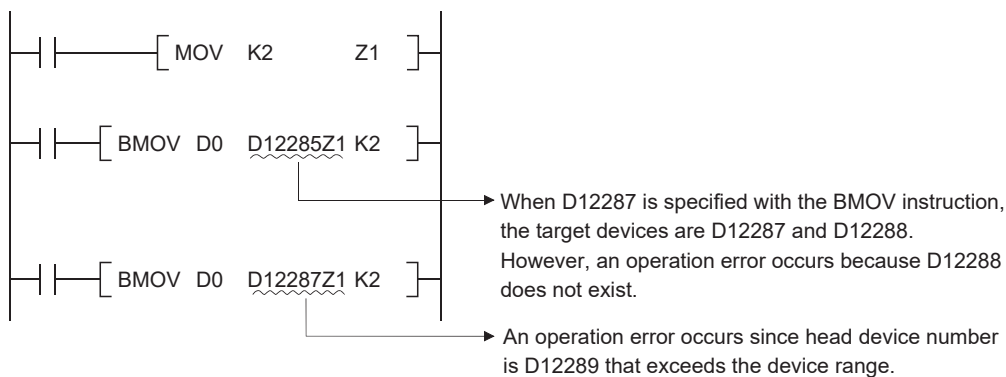 MOV K2 Z1
BMOV D0 D12285Z1 K2
When D12287 is specified with the BMOV instruction,
the target devices are D12287 and D12288.
However, an operation error occurs because D12288
does not exist.
BMOV D0 D12287Z1 K2
An operation error occurs since head device number
is D12289 that exceeds the device range.